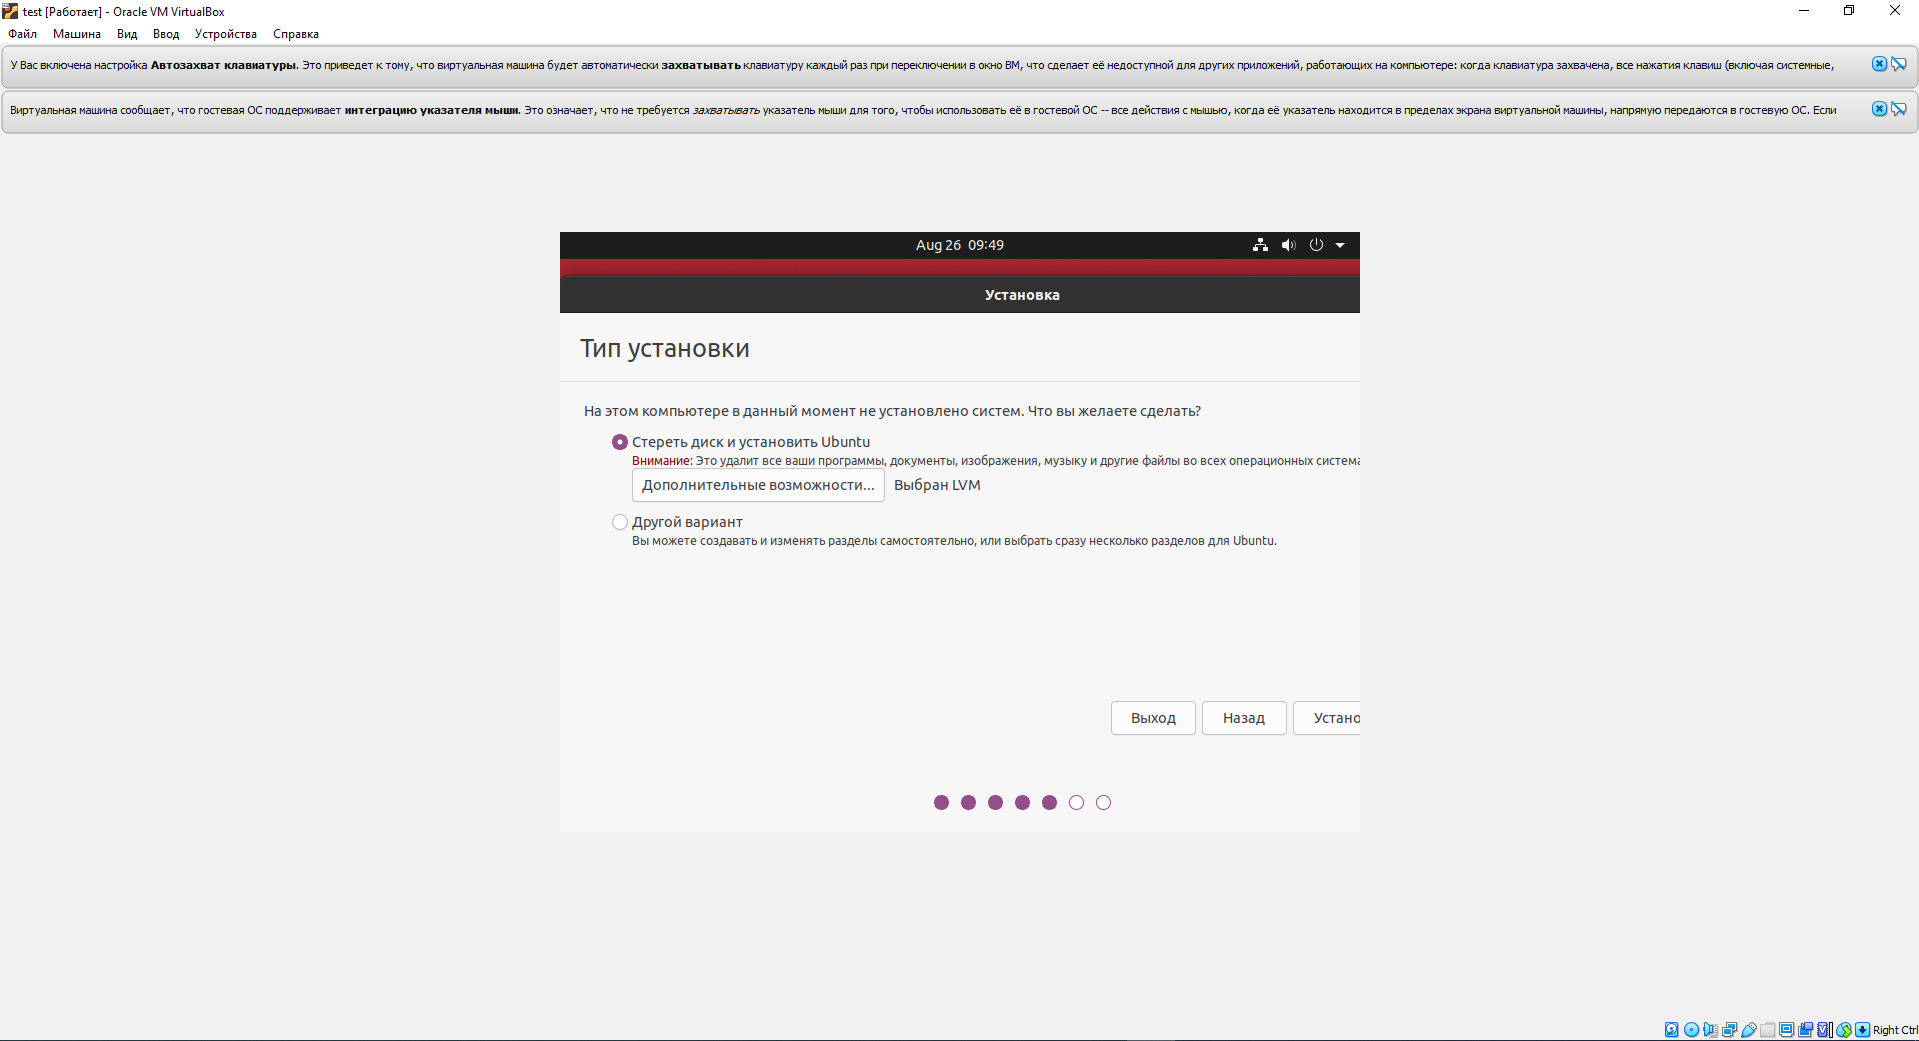 test [Работает] - Oracle VM VirtualBox
Файл Машина Вид Ввод Устройства Справка
У Вас включена настройка Автозахват клавиатуры. Это приведет к тому, что виртуальная машина будет автоматически захватывать клавиатуру каждый раз при переключении в окно ВМ, что сделает её недоступной для других приложений, работающих на компьютере: когда клавиатура захвачена, все нажатия клавиш (включая системные,
Виртуальная машина сообщает, что гостевая ОС поддерживает интеграцию указателя мыши. Это означает, что не требуется захватывать указатель мыши для того, чтобы использовать её в гостевой ОС -- все действия с мышью, когда её указатель находится в пределах экрана виртуальной машины, напрямую передаются в гостевую ОС. Если
Aug 26 09:49
Установка
Тип установки
На этом компьютере в данный момент не установлено систем. Что вы желаете сделать?
Стереть диск и установить Ubuntu
Внимание: Это удалит все ваши программы, документы, изображения, музыку и другие файлы во всех операционных система
Дополнительные возможности... Выбран LVM
Другой вариант
Вы можете создавать и изменять разделы самостоятельно, или выбрать сразу несколько разделов для Ubuntu.
Выход Назад Устано
Right Ctrl